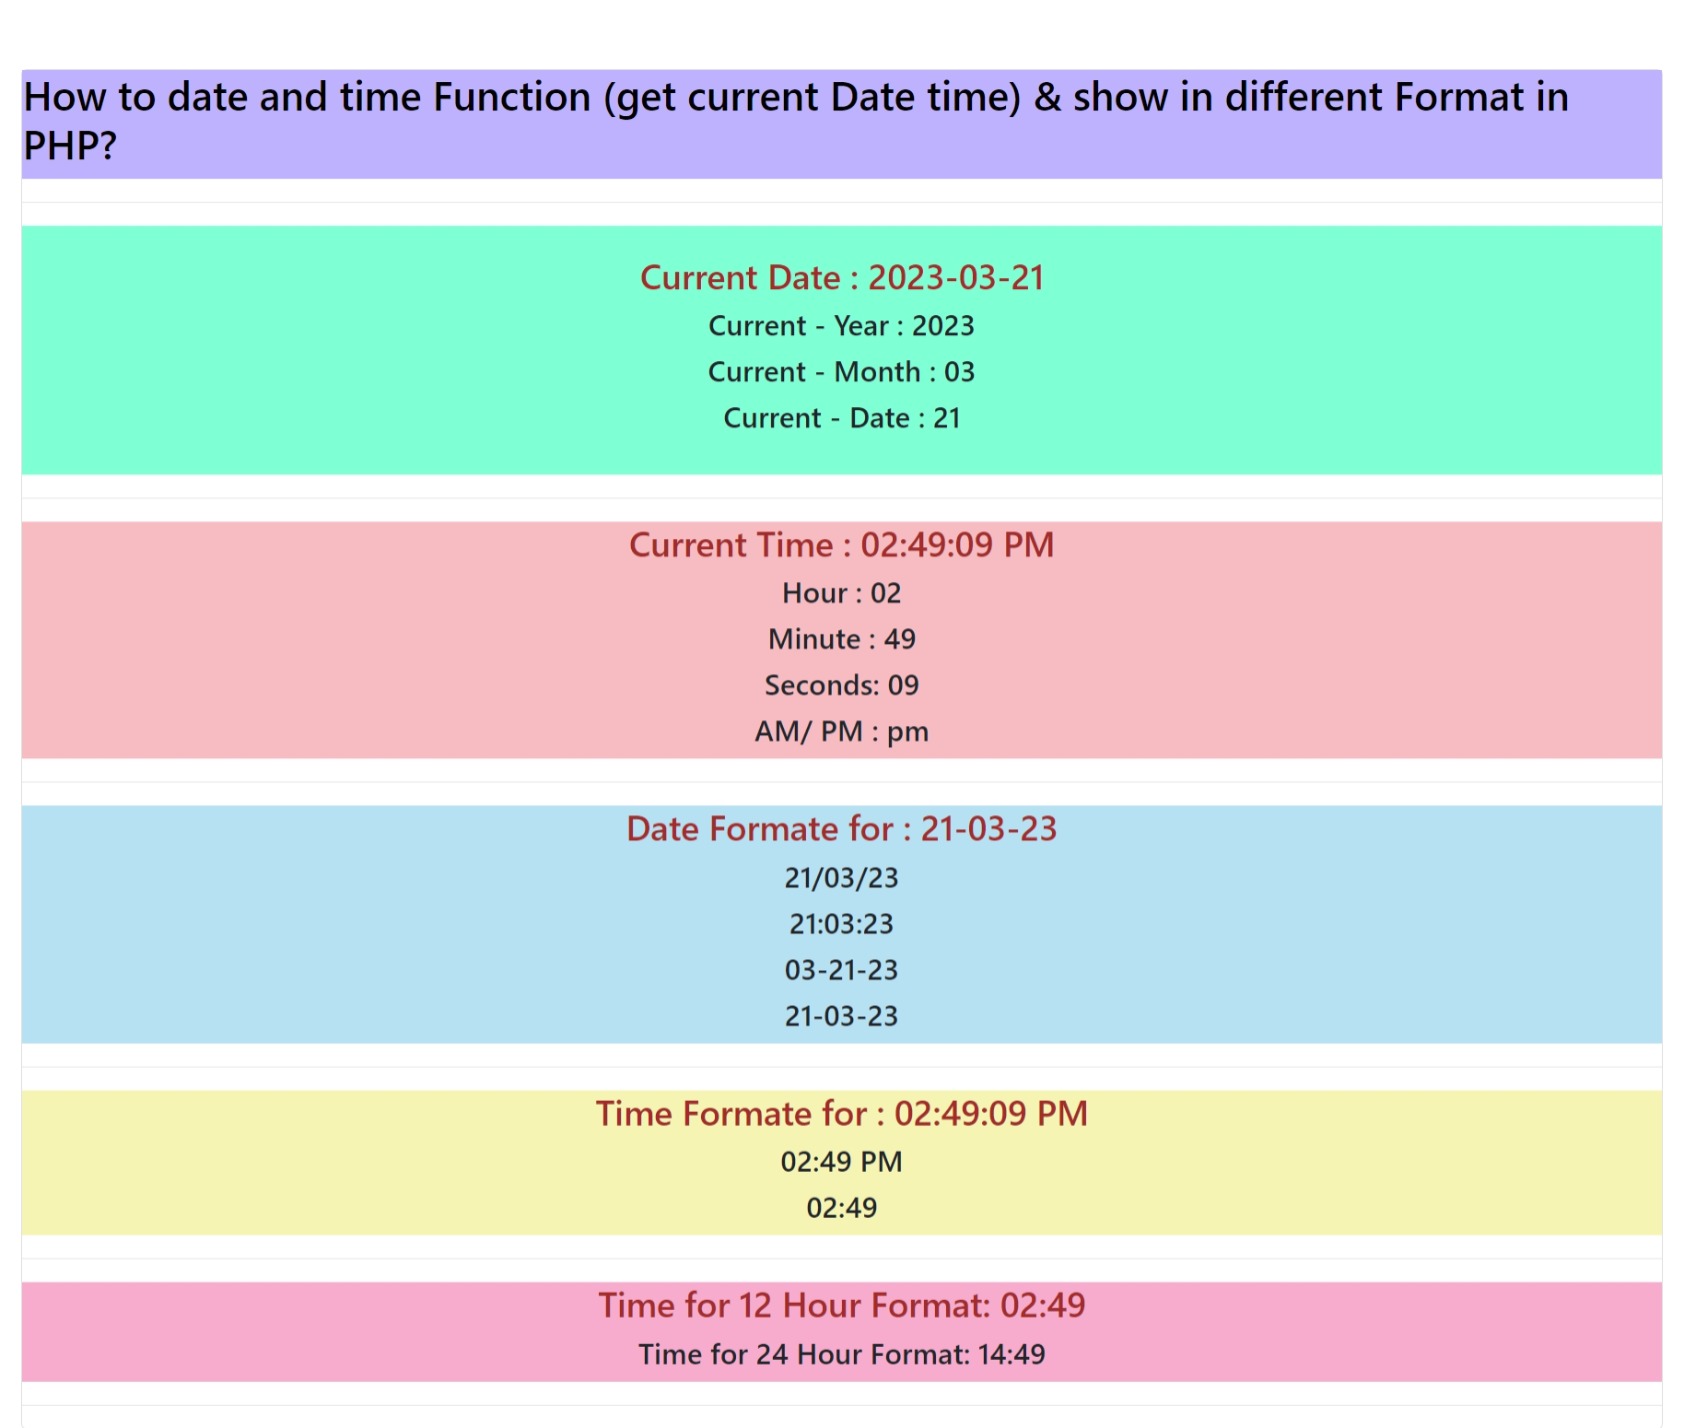 How to date and time Function (get current Date time) & show in different Format in
PHP?
Current Date : 2023-03-21
Current - Year : 2023
Current - Month : 03
Current - Date : 21
Current Time : 02:49:09 PM
Hour : 02
Minute : 49
Seconds: 09
AM/ PM : pm
Date Formate for : 21-03-23
21/03/23
21:03:23
03-21-23
21-03-23
Time Formate for : 02:49:09 PM
02:49 PM
02:49
Time for 12 Hour Format: 02:49
Time for 24 Hour Format: 14:49